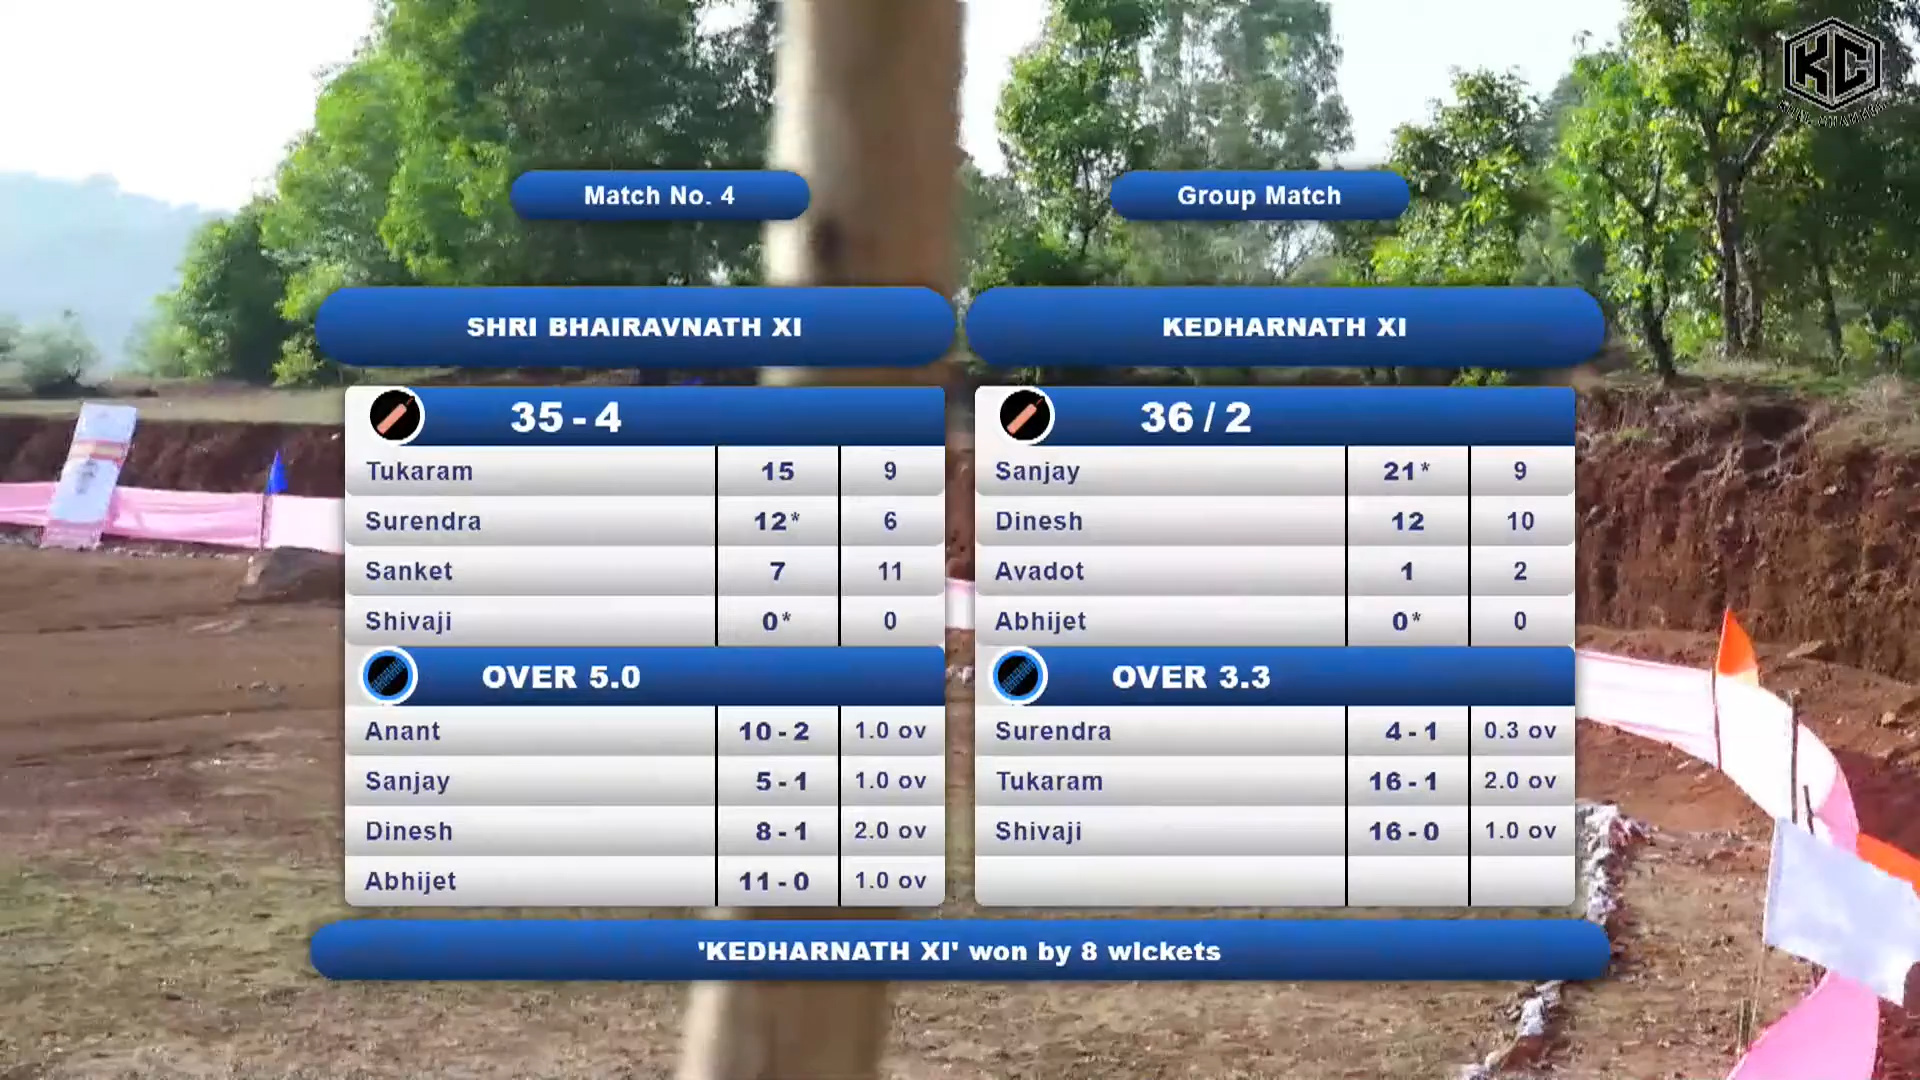 KC
Match No. 4
Group Match
SHRI BHAIRAVNATH XI
35 - 4
Tukaram 15 9
Surendra 12* 6
Sanket 7 11
Shivaji 0* 0
OVER 5.0
Anant 10 - 2 1.0 ov
Sanjay 5 - 1 1.0 ov
Dinesh 8 - 1 2.0 ov
Abhijet 11 - 0 1.0 ov
KEDHARNATH XI
36 / 2
Sanjay 21* 9
Dinesh 12 10
Avadot 1 2
Abhijet 0* 0
OVER 3.3
Surendra 4 - 1 0.3 ov
Tukaram 16 - 1 2.0 ov
Shivaji 16 - 0 1.0 ov
'KEDHARNATH XI' won by 8 wickets